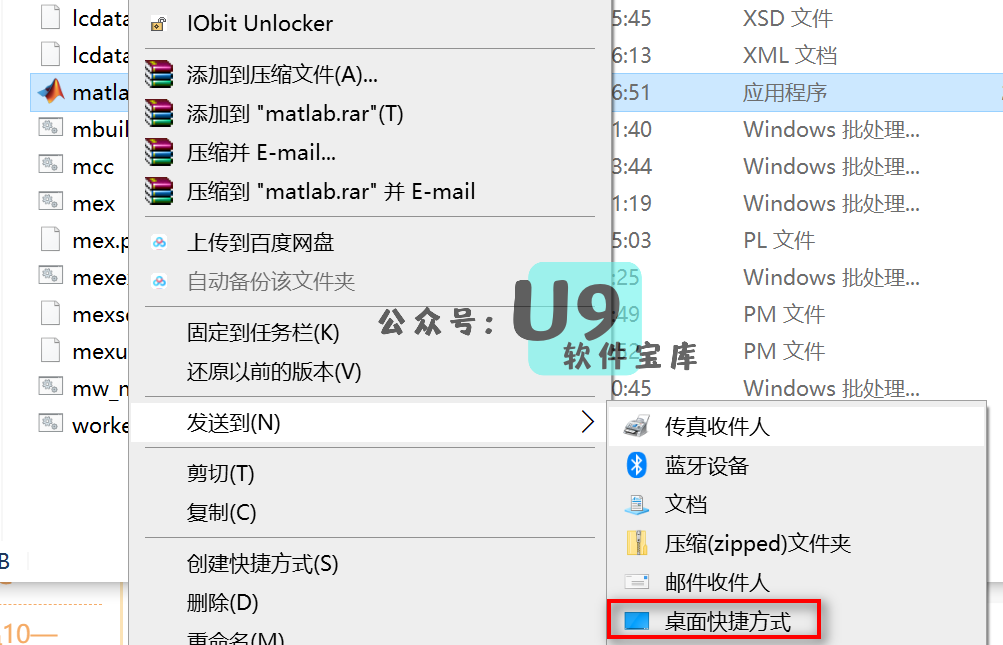 lcdata
5:45
XSD 文件
lcdata
6:13
XML 文档
matla
6:51
应用程序
mbuil
1:40
Windows 批处理...
mcc
3:44
Windows 批处理...
mex
1:19
Windows 批处理...
mex.p
5:03
PL 文件
mexe
:25
Windows 批处理...
mexs
:49
PM 文件
mexu
PM 文件
mw_m
0:45
Windows 批处理...
worke
IObit Unlocker
添加到压缩文件(A)...
添加到 "matlab.rar"(T)
压缩并 E-mail...
压缩到 "matlab.rar" 并 E-mail
上传到百度网盘
自动备份该文件夹
固定到任务栏(K)
还原以前的版本(V)
发送到(N)
剪切(T)
复制(C)
创建快捷方式(S)
删除(D)
重命名(M)
传真收件人
蓝牙设备
文档
压缩(zipped)文件夹
邮件收件人
桌面快捷方式
公众号：
U9
软件宝库
B
10—